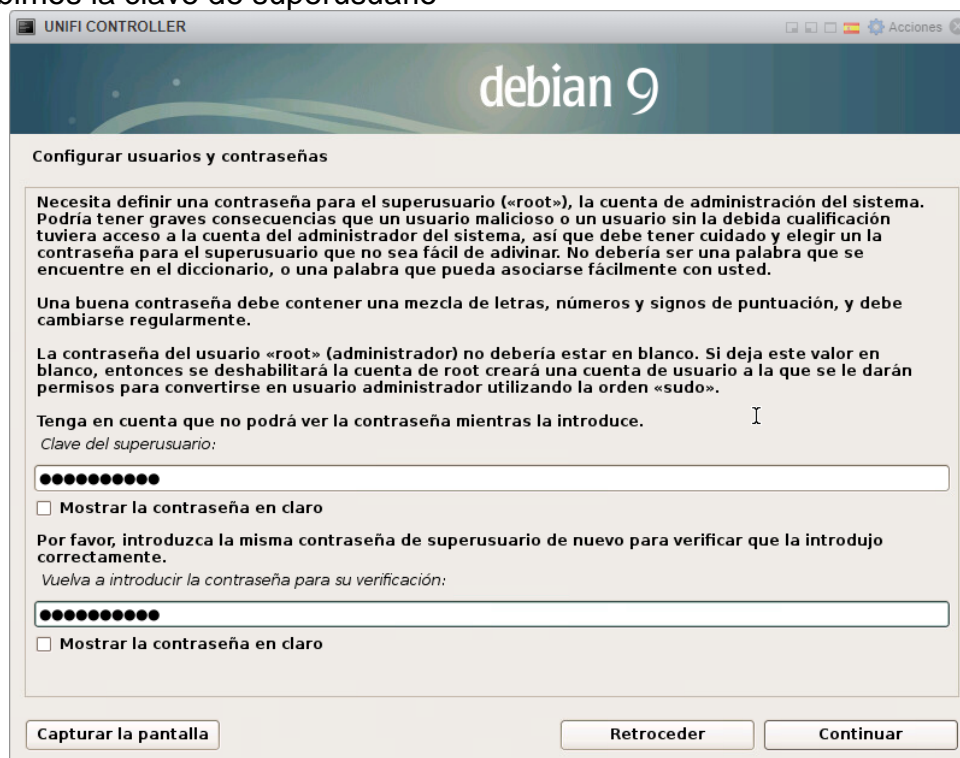 bimos la clave de superusuario
UNIFI CONTROLLER
Acciones
debian 9
Configurar usuarios y contraseñas
Necesita definir una contraseña para el superusuario («root»), la cuenta de administración del sistema.
Podría tener graves consecuencias que un usuario malicioso o un usuario sin la debida cualificación
tuviera acceso a la cuenta del administrador del sistema, así que debe tener cuidado y elegir un la
contraseña para el superusuario que no sea fácil de adivinar. No debería ser una palabra que se
encuentre en el diccionario, o una palabra que pueda asociarse fácilmente con usted.
Una buena contraseña debe contener una mezcla de letras, números y signos de puntuación, y debe
cambiarse regularmente.
La contraseña del usuario «root» (administrador) no debería estar en blanco. Si deja este valor en
blanco, entonces se deshabilitará la cuenta de root creará una cuenta de usuario a la que se le darán
permisos para convertirse en usuario administrador utilizando la orden «sudo».
Tenga en cuenta que no podrá ver la contraseña mientras la introduce.
Clave del superusuario:
●●●●●●●●●●
Mostrar la contraseña en claro
Por favor, introduzca la misma contraseña de superusuario de nuevo para verificar que la introdujo
correctamente.
Vuelva a introducir la contraseña para su verificación:
●●●●●●●●●●
Mostrar la contraseña en claro
Capturar la pantalla
Retroceder
Continuar